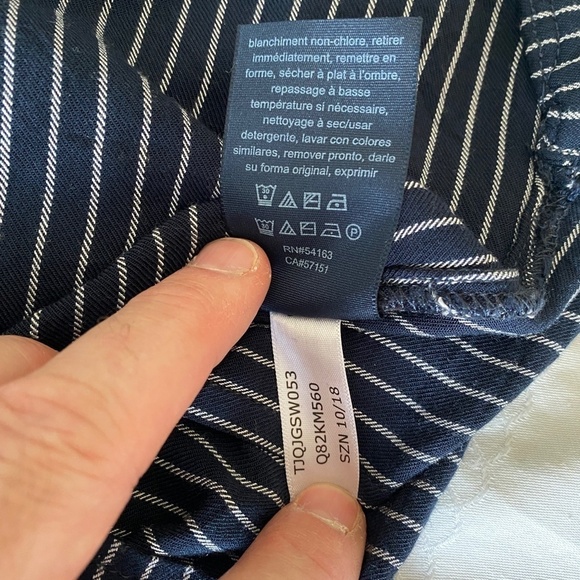 blanchiment non-chlore, retirer
immédiatement, remettre en
forme, sécher à plat à l'ombre,
repassage à basse
température si nécessaire,
nettoyage à sec/usar
detergente, lavar con colores
similares, remover pronto, darle
su forma original, exprimir
30
30 P
RN#54163
CA#57151
TJQJGSW053
Q82KM560
SZN 10/18